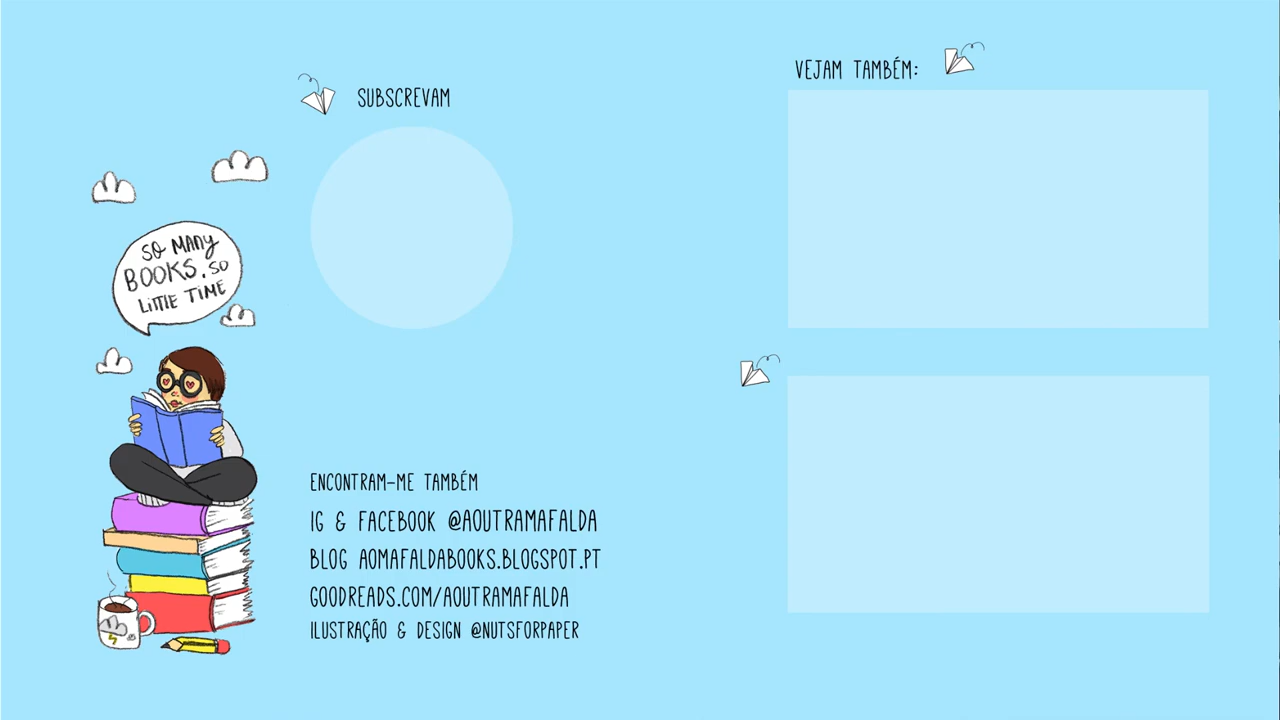 SUBSCREVAM
VEJAM TAMBÉM:
SO MANY
BOOKS, SO
LITTLE TIME
ENCONTRAM-ME TAMBÉM
IG & FACEBOOK @AOUTRAMAFALDA
BLOG AOMAFALDABOOKS.BLOGSPOT.PT
GOODREADS.COM/AOUTRAMAFALDA
ILUSTRAÇÃO & DESIGN @NUTSFORPAPER